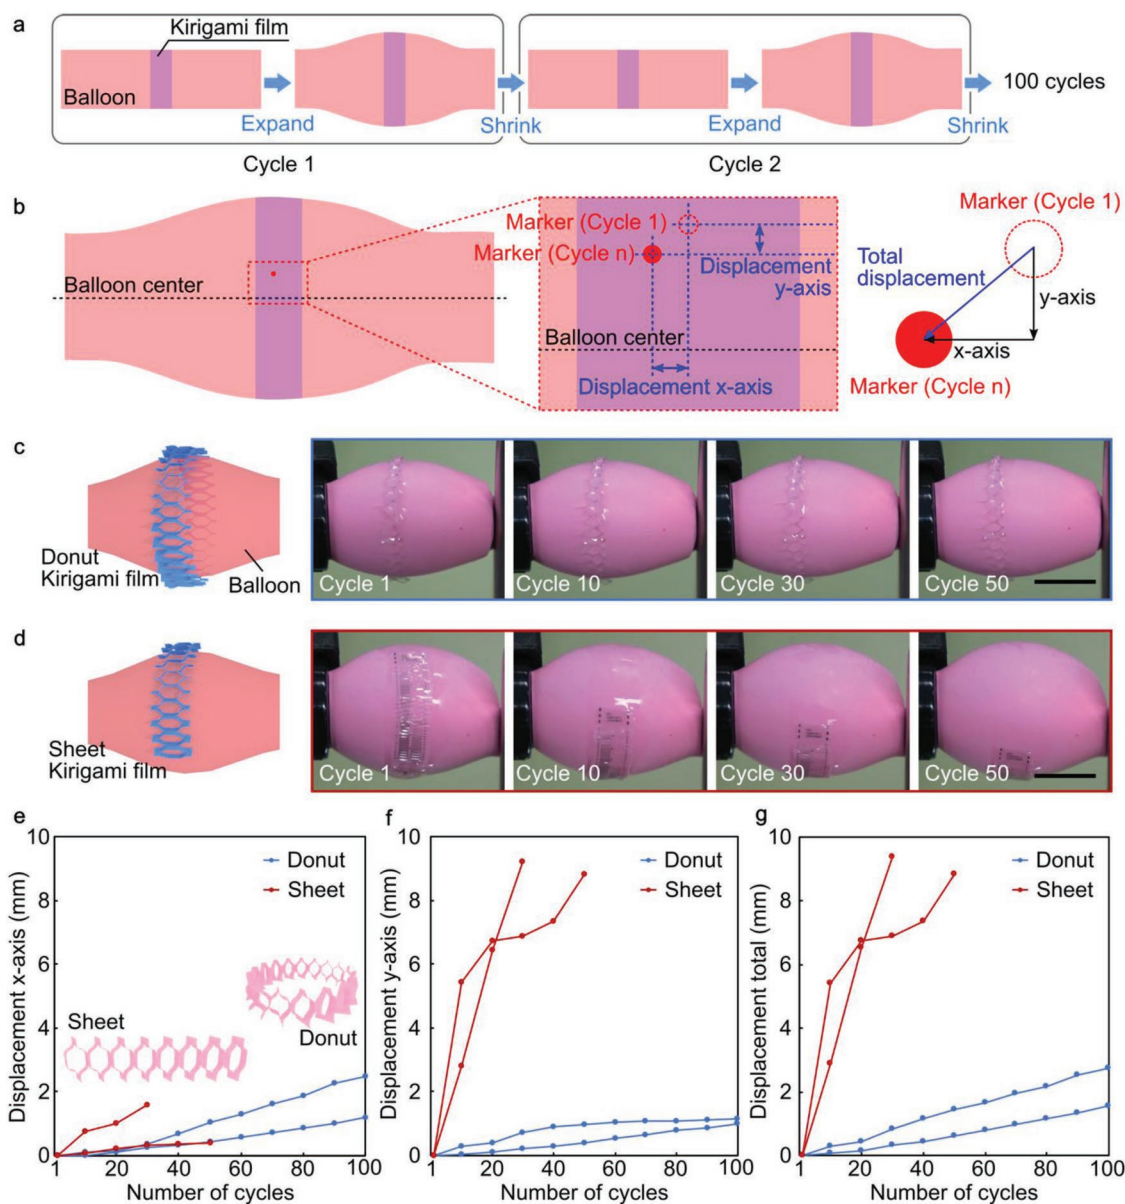 a
Kirigami film
Balloon
Expand
Shrink
Expand
Shrink
100 cycles
Cycle 1
Cycle 2
b
Balloon center
Marker (Cycle 1)
Marker (Cycle n)
Displacement
y-axis
Balloon center
Displacement x-axis
Marker (Cycle 1)
Total
displacement
y-axis
x-axis
Marker (Cycle n)
c
Donut
Kirigami film
Balloon
Cycle 1
Cycle 10
Cycle 30
Cycle 50
d
Sheet
Kirigami film
Cycle 1
Cycle 10
Cycle 30
Cycle 50
e
Displacement x-axis (mm)
10
8
6
4
2
0
Donut
Sheet
Sheet
Donut
1 20 40 60 80 100
Number of cycles
f
Displacement y-axis (mm)
10
8
6
4
2
0
Donut
Sheet
1 20 40 60 80 100
Number of cycles
g
Displacement total (mm)
10
8
6
4
2
0
Donut
Sheet
1 20 40 60 80 100
Number of cycles